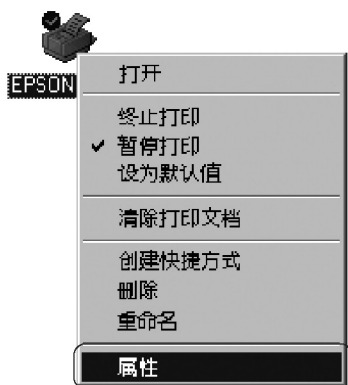 EPSON
打开
终止打印
暂停打印
设为默认值
清除打印文档
创建快捷方式
删除
重命名
属性